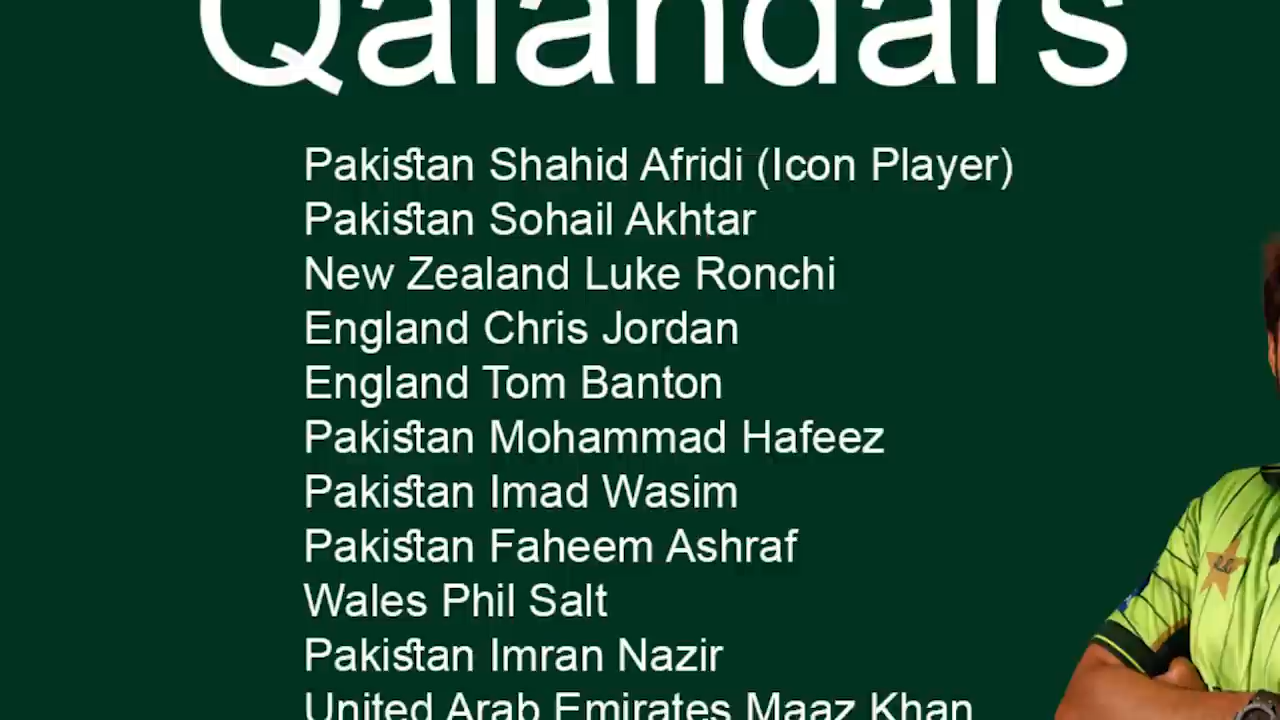 Qalandars
Pakistan Shahid Afridi (Icon Player)
Pakistan Sohail Akhtar
New Zealand Luke Ronchi
England Chris Jordan
England Tom Banton
Pakistan Mohammad Hafeez
Pakistan Imad Wasim
Pakistan Faheem Ashraf
Wales Phil Salt
Pakistan Imran Nazir
United Arab Emirates Maaz Khan